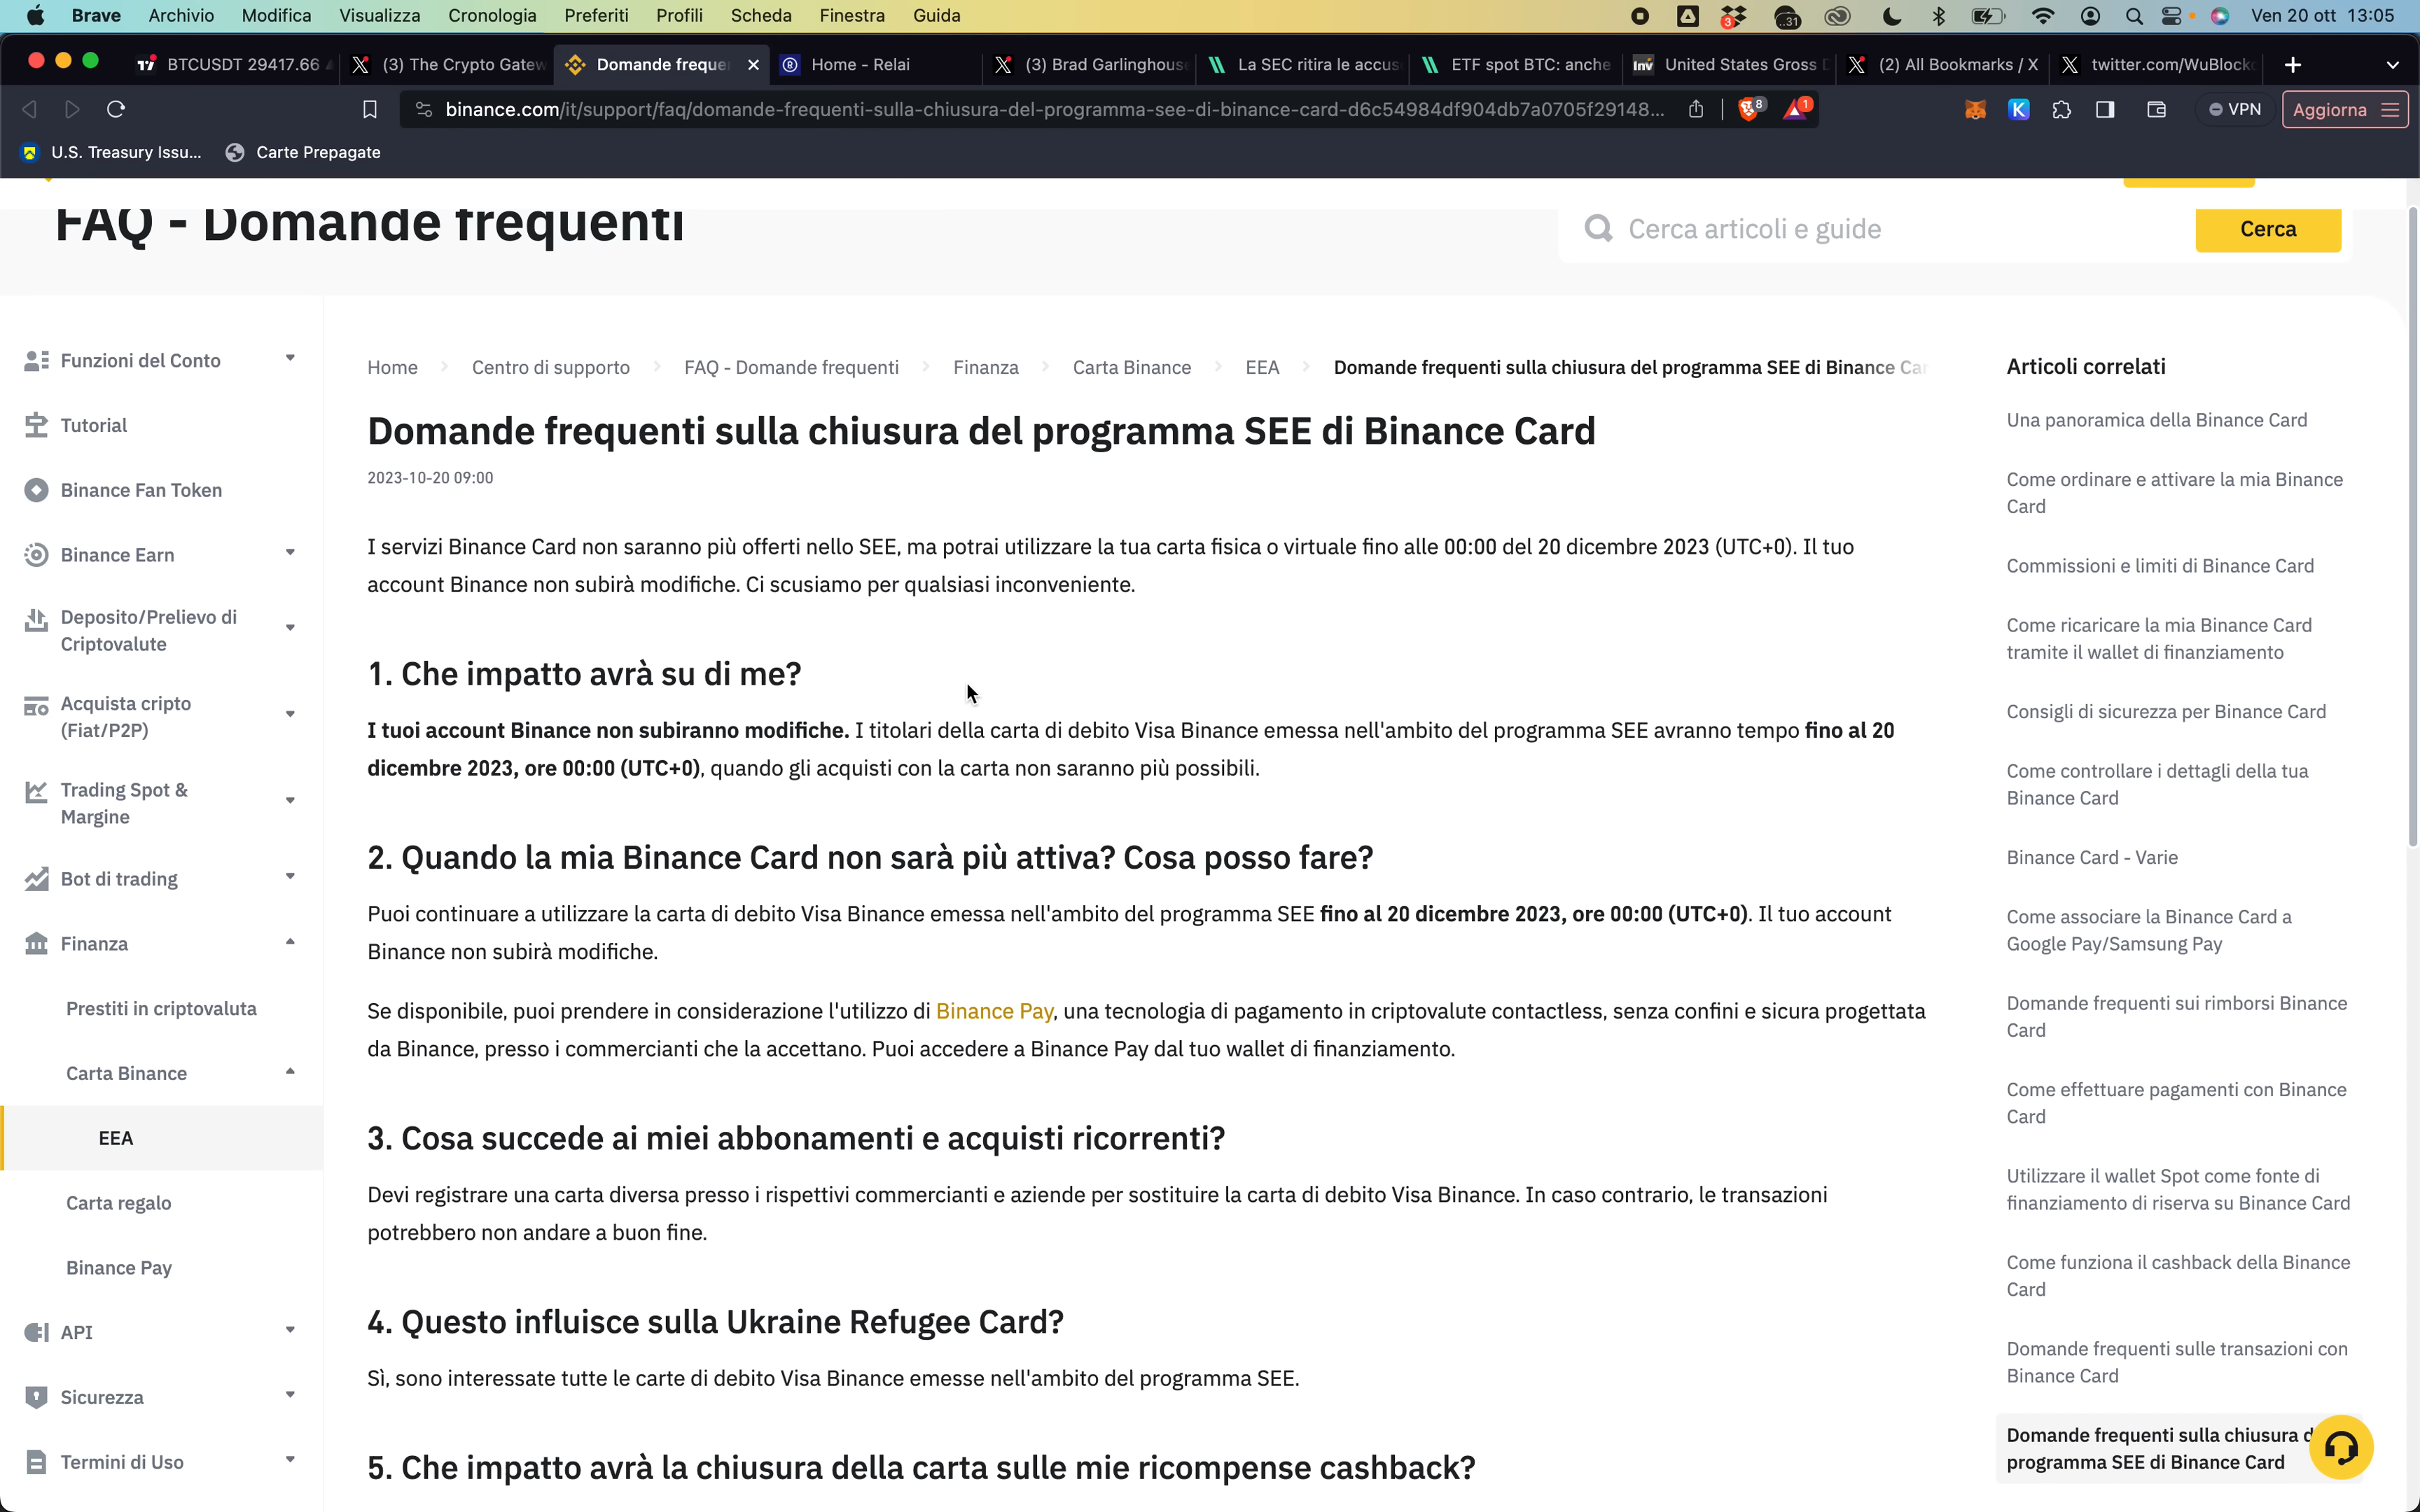 Brave Archivio Modifica Visualizza Cronologia Preferiti Profili Scheda Finestra Guida
3 31 Ven 20 ott 13:05
BTCUSDT 29417.66
(3) The Crypto Gatew
Domande freque
Home - Relai
(3) Brad Garlinghous
La SEC ritira le accus
ETF spot BTC: anche
Inv United States Gross D
(2) All Bookmarks / X
twitter.com/WuBlock
binance.com/it/support/faq/domande-frequenti-sulla-chiusura-del-programma-see-di-binance-card-d6c54984df904db7a0705f29148...
8 1 K VPN Aggiorna
U.S. Treasury Issu... Carte Prepagate
FAQ - Domande frequenti
Cerca articoli e guide Cerca
Funzioni del Conto
Tutorial
Binance Fan Token
Binance Earn
Deposito/Prelievo di
Criptovalute
Acquista cripto
(Fiat/P2P)
Trading Spot &
Margine
Bot di trading
Finanza
Prestiti in criptovaluta
Carta Binance
EEA
Carta regalo
Binance Pay
API
Sicurezza
Termini di Uso
Home Centro di supporto FAQ - Domande frequenti Finanza Carta Binance EEA Domande frequenti sulla chiusura del programma SEE di Binance Car
Domande frequenti sulla chiusura del programma SEE di Binance Card
2023-10-20 09:00
I servizi Binance Card non saranno più offerti nello SEE, ma potrai utilizzare la tua carta fisica o virtuale fino alle 00:00 del 20 dicembre 2023 (UTC+0). Il tuo
account Binance non subirà modifiche. Ci scusiamo per qualsiasi inconveniente.
1. Che impatto avrà su di me?
I tuoi account Binance non subiranno modifiche. I titolari della carta di debito Visa Binance emessa nell'ambito del programma SEE avranno tempo fino al 20
dicembre 2023, ore 00:00 (UTC+0), quando gli acquisti con la carta non saranno più possibili.
2. Quando la mia Binance Card non sarà più attiva? Cosa posso fare?
Puoi continuare a utilizzare la carta di debito Visa Binance emessa nell'ambito del programma SEE fino al 20 dicembre 2023, ore 00:00 (UTC+0). Il tuo account
Binance non subirà modifiche.
Se disponibile, puoi prendere in considerazione l'utilizzo di Binance Pay, una tecnologia di pagamento in criptovalute contactless, senza confini e sicura progettata
da Binance, presso i commercianti che la accettano. Puoi accedere a Binance Pay dal tuo wallet di finanziamento.
3. Cosa succede ai miei abbonamenti e acquisti ricorrenti?
Devi registrare una carta diversa presso i rispettivi commercianti e aziende per sostituire la carta di debito Visa Binance. In caso contrario, le transazioni
potrebbero non andare a buon fine.
4. Questo influisce sulla Ukraine Refugee Card?
Sì, sono interessate tutte le carte di debito Visa Binance emesse nell'ambito del programma SEE.
5. Che impatto avrà la chiusura della carta sulle mie ricompense cashback?
Articoli correlati
Una panoramica della Binance Card
Come ordinare e attivare la mia Binance
Card
Commissioni e limiti di Binance Card
Come ricaricare la mia Binance Card
tramite il wallet di finanziamento
Consigli di sicurezza per Binance Card
Come controllare i dettagli della tua
Binance Card
Binance Card - Varie
Come associare la Binance Card a
Google Pay/Samsung Pay
Domande frequenti sui rimborsi Binance
Card
Come effettuare pagamenti con Binance
Card
Utilizzare il wallet Spot come fonte di
finanziamento di riserva su Binance Card
Come funziona il cashback della Binance
Card
Domande frequenti sulle transazioni con
Binance Card
Domande frequenti sulla chiusura d
programma SEE di Binance Card